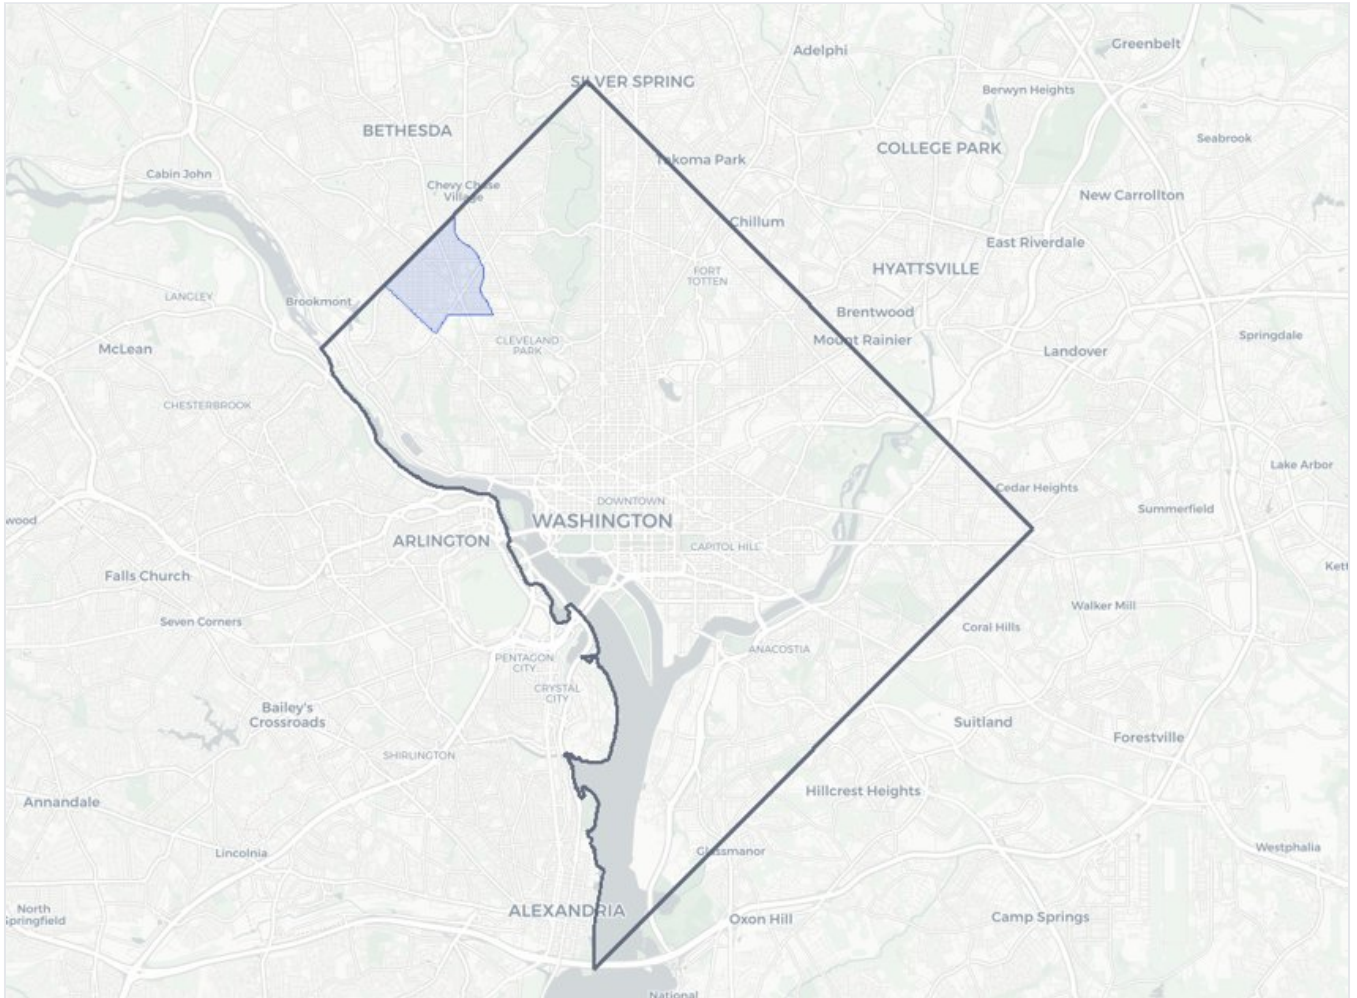 Adelphi
Greenbelt
SILVER SPRING
Berwyn Heights
BETHESDA
Seabrook
COLLEGE PARK
Takoma Park
Cabin John
Chevy Chase
Village
New Carrollton
Chillum
East Riverdale
FORT
TOTTEN
HYATTSVILLE
LANGLEY
Brookmont
Brentwood
Springdale
CLEVELAND
PARK
Mount Rainier
McLean
Landover
CHESTERBROOK
Lake Arbor
Cedar Heights
DOWNTOWN
Summerfield
wood
WASHINGTON
ARLINGTON
CAPITOL HILL
Kett
Falls Church
Walker Mill
Seven Corners
Coral Hills
ANACOSTIA
PENTAGON
CITY
CRYSTAL
CITY
Bailey's
Crossroads
Suitland
Forestville
SHIRLINGTON
Hillcrest Heights
Annandale
Glassmanor
Lincolnia
Westphalia
North
Springfield
ALEXANDRIA
Oxon Hill
Camp Springs
National